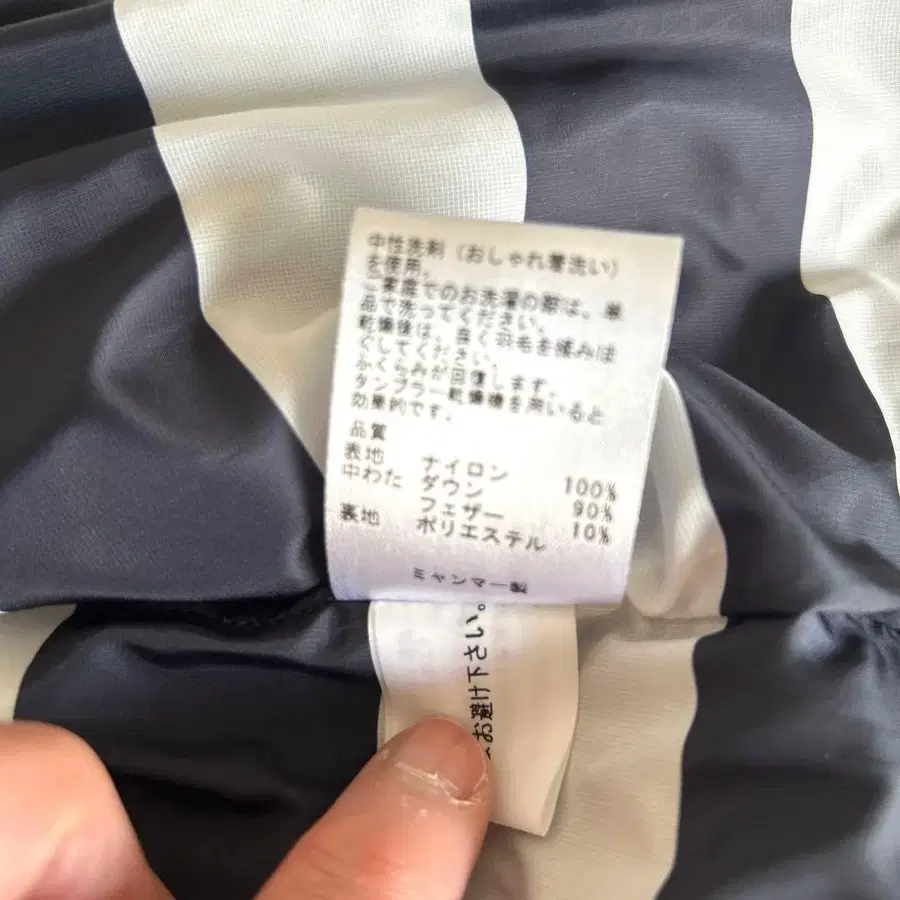 中性洗剤（おしゃれ着洗い）
を使用。
ご家庭でのお洗濯の際は、単
品で洗ってください。
乾燥後は、良く羽毛を揉みほ
ぐしてください。
ふくらみが回復します。
タンブラー乾燥機を用いると
効果的です。
品質
表地 ナイロン 100%
中わた ダウン 90%
フェザー 10%
裏地 ポリエステル
ミャンマー製
お避け下さい。